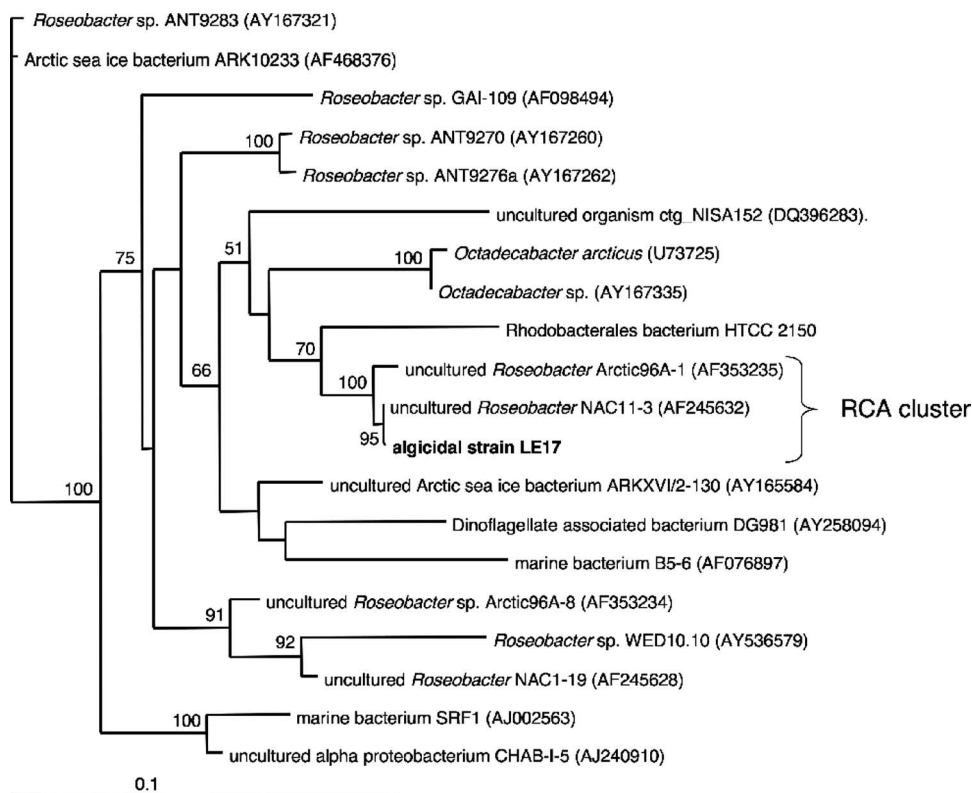 Roseobacter sp. ANT9283 (AY167321)
Arctic sea ice bacterium ARK10233 (AF468376)
Roseobacter sp. GAI-109 (AF098494)
100
Roseobacter sp. ANT9270 (AY167260)
Roseobacter sp. ANT9276a (AY167262)
uncultured organism ctg_NISA152 (DQ396283).
75
51
100
Octadecabacter arcticus (U73725)
Octadecabacter sp. (AY167335)
Rhodobacterales bacterium HTCC 2150
70
66
100
uncultured Roseobacter Arctic96A-1 (AF353235)
uncultured Roseobacter NAC11-3 (AF245632)
RCA cluster
95
algicidal strain LE17
100
uncultured Arctic sea ice bacterium ARKXVI/2-130 (AY165584)
Dinoflagellate associated bacterium DG981 (AY258094)
marine bacterium B5-6 (AF076897)
91
uncultured Roseobacter sp. Arctic96A-8 (AF353234)
92
Roseobacter sp. WED10.10 (AY536579)
uncultured Roseobacter NAC1-19 (AF245628)
100
marine bacterium SRF1 (AJ002563)
uncultured alpha proteobacterium CHAB-I-5 (AJ240910)
0.1